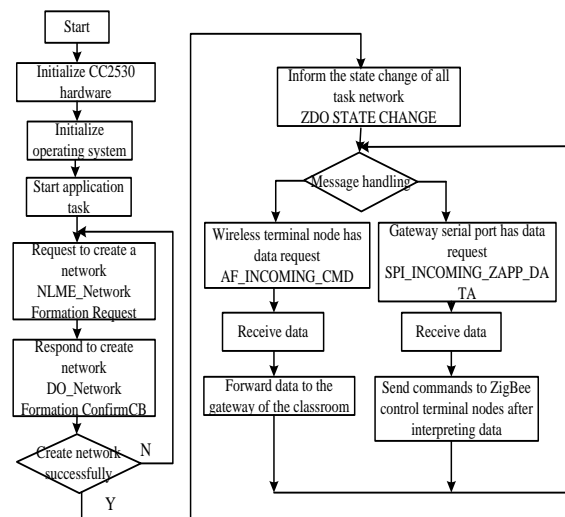 Start
Initialize CC2530
hardware
Initialize
operating system
Start application
task
Request to create a
network
NLME_Network
Formation Request
Respond to create
network
DO_Network
Formation ConfirmCB
Create network
successfully
N
Y
Inform the state change of all
task network
ZDO STATE CHANGE
Message handling
Wireless terminal node has
data request
AF_INCOMING_CMD
Receive data
Forward data to the
gateway of the classroom
Gateway serial port has data
request
SPI_INCOMING_ZAPP_DA
TA
Receive data
Send commands to ZigBee
control terminal nodes after
interpreting data